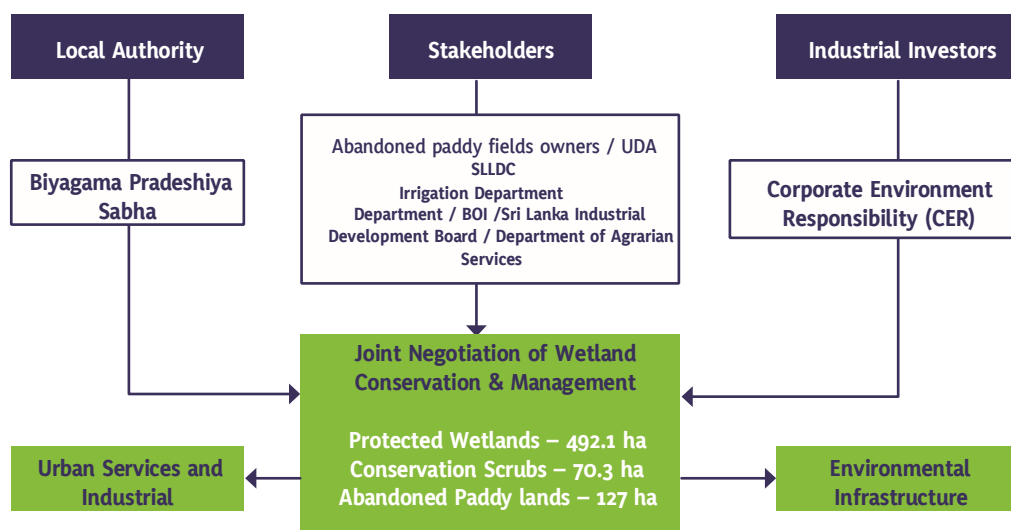 Local Authority
Stakeholders
Industrial Investors
Biyagama Pradeshiya
Sabha
Abandoned paddy fields owners / UDA
SLLDC
Irrigation Department
Department / BOI /Sri Lanka Industrial
Development Board / Department of Agrarian
Services
Corporate Environment
Responsibility (CER)
Joint Negotiation of Wetland
Conservation & Management
Protected Wetlands – 492.1 ha
Conservation Scrubs – 70.3 ha
Abandoned Paddy lands – 127 ha
Urban Services and
Industrial
Environmental
Infrastructure